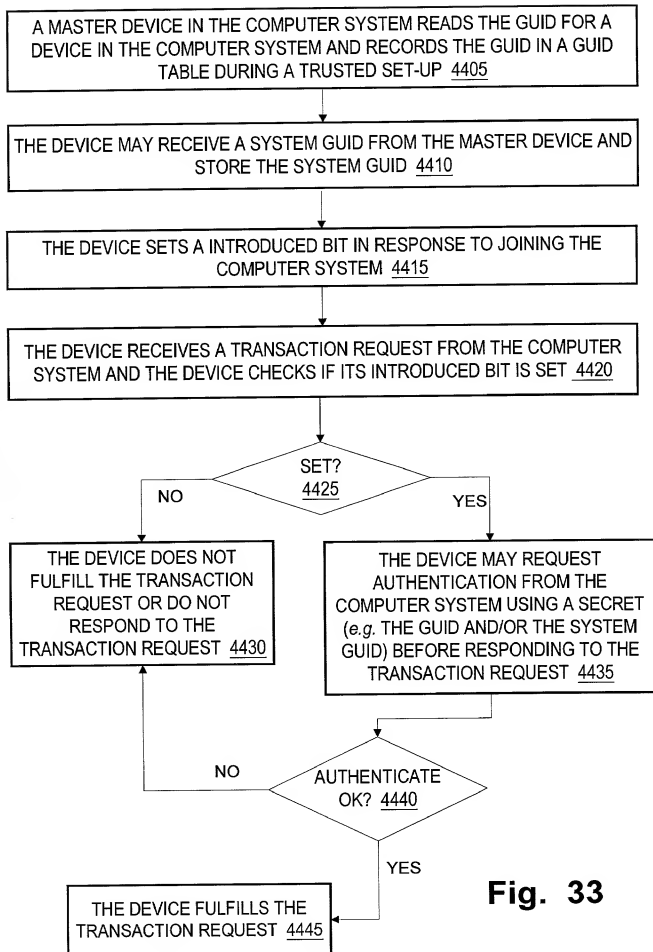 A MASTER DEVICE IN THE COMPUTER SYSTEM READS THE GUID FOR A
DEVICE IN THE COMPUTER SYSTEM AND RECORDS THE GUID IN A GUID
TABLE DURING A TRUSTED SET-UP 4405
THE DEVICE MAY RECEIVE A SYSTEM GUID FROM THE MASTER DEVICE AND
STORE THE SYSTEM GUID 4410
THE DEVICE SETS A INTRODUCED BIT IN RESPONSE TO JOINING THE
COMPUTER SYSTEM 4415
THE DEVICE RECEIVES A TRANSACTION REQUEST FROM THE COMPUTER
SYSTEM AND THE DEVICE CHECKS IF ITS INTRODUCED BIT IS SET 4420
SET?
4425
NO
YES
THE DEVICE DOES NOT
FULFILL THE TRANSACTION
REQUEST OR DO NOT
RESPOND TO THE
TRANSACTION REQUEST 4430
THE DEVICE MAY REQUEST
AUTHENTICATION FROM THE
COMPUTER SYSTEM USING A SECRET
(e.g. THE GUID AND/OR THE SYSTEM
GUID) BEFORE RESPONDING TO THE
TRANSACTION REQUEST 4435
NO
AUTHENTICATE
OK? 4440
YES
THE DEVICE FULFILLS THE
TRANSACTION REQUEST 4445
Fig. 33